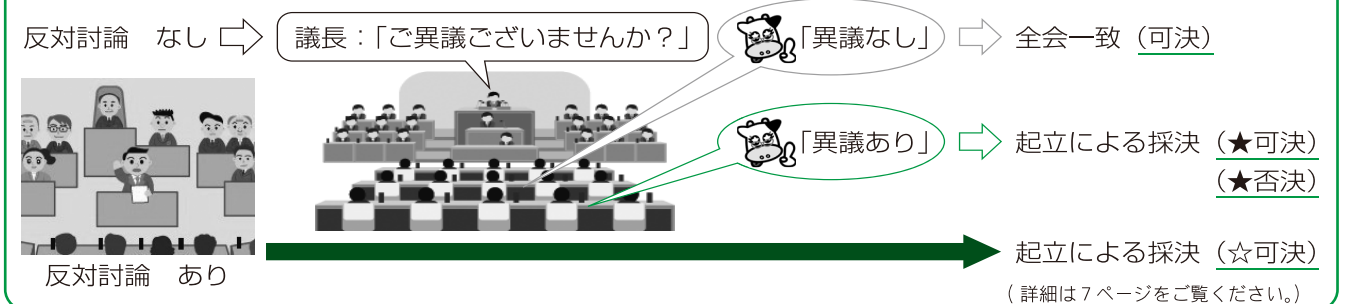 反対討論 なし
議長：「ご異議ございませんか？」
「異議なし」
全会一致（可決）
「異議あり」
起立による採決（★可決）
（★否決）
反対討論 あり
起立による採決（☆可決）
（詳細は７ページをご覧ください。）